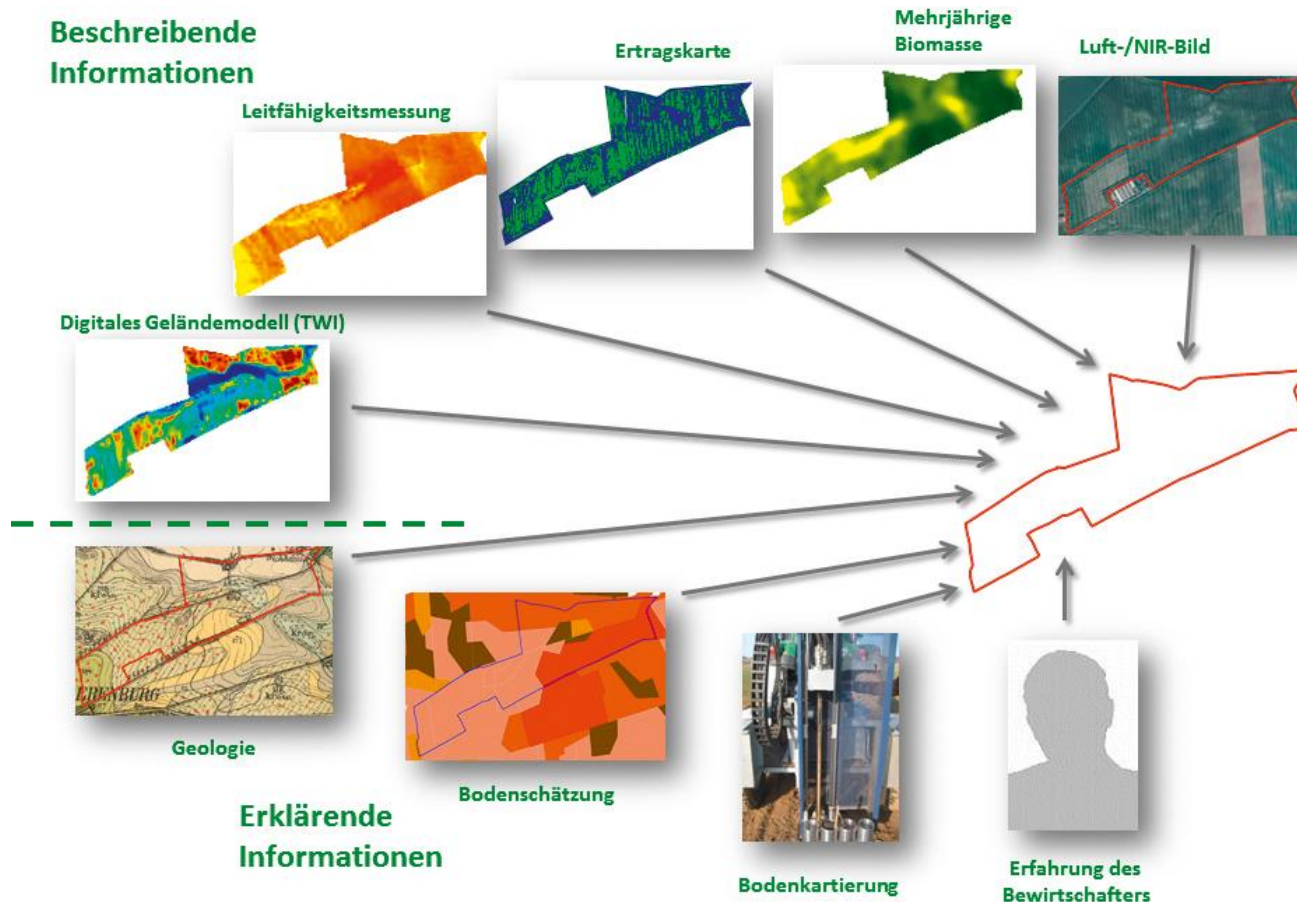 Beschreibende
Informationen
Leitfähigkeitsmessung
Ertragskarte
Mehrjährige
Biomasse
Luft-/NIR-Bild
Digitales Geländemodell (TWI)
ERENBURG
Geologie
Bodenschätzung
Erklärende
Informationen
Bodenkartierung
Erfahrung des
Bewirtschafters